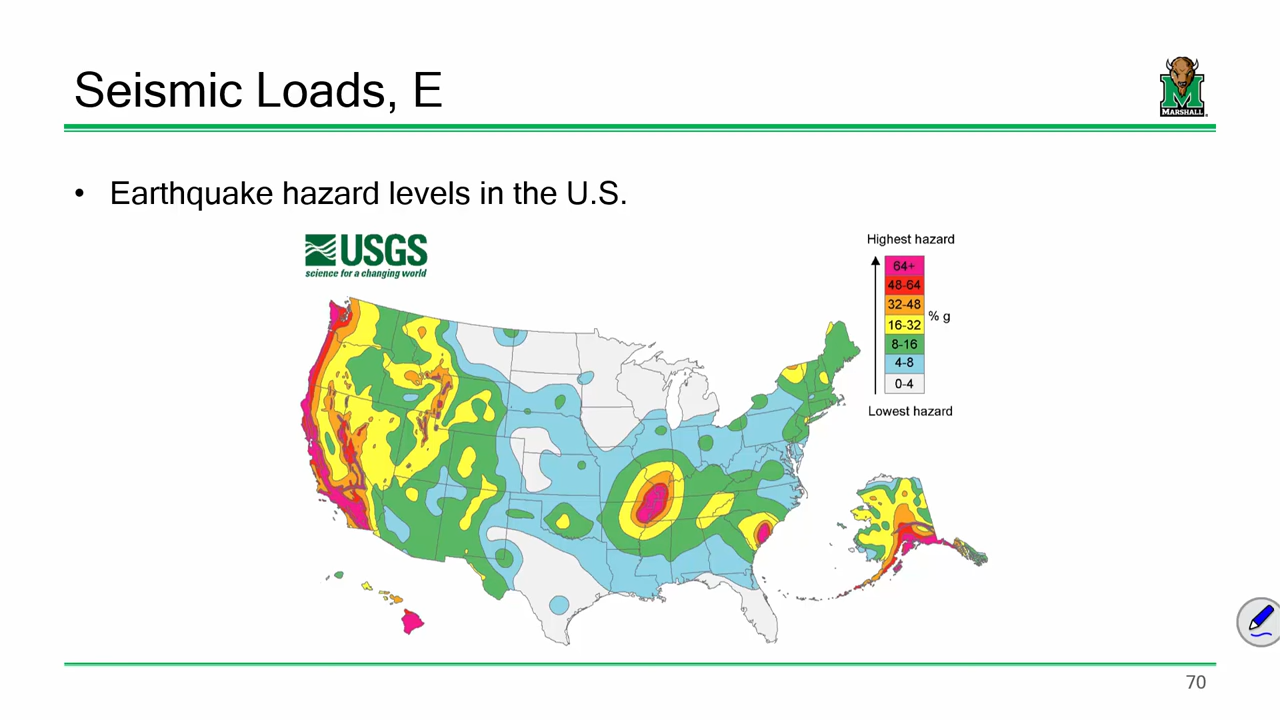 Seismic Loads, E
MARSHALL
• Earthquake hazard levels in the U.S.
USGS
science for a changing world
Highest hazard
64+
48-64
32-48
16-32
% g
8-16
4-8
0-4
Lowest hazard
70